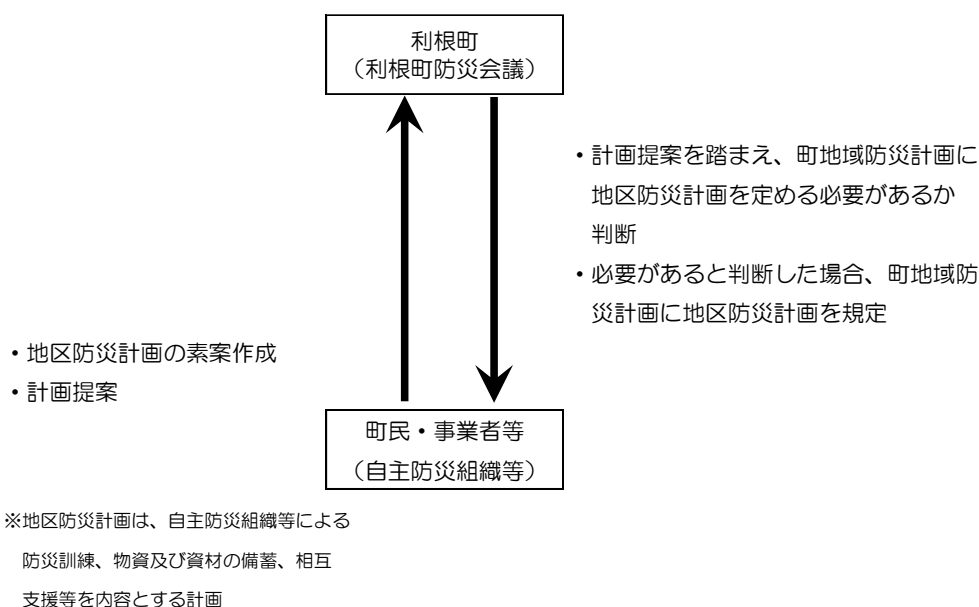 利根町
（利根町防災会議）
・計画提案を踏まえ、町地域防災計画に
地区防災計画を定める必要があるか
判断
・必要があると判断した場合、町地域防
災計画に地区防災計画を規定
・地区防災計画の素案作成
・計画提案
町民・事業者等
（自主防災組織等）
※地区防災計画は、自主防災組織等による
防災訓練、物資及び資材の備蓄、相互
支援等を内容とする計画